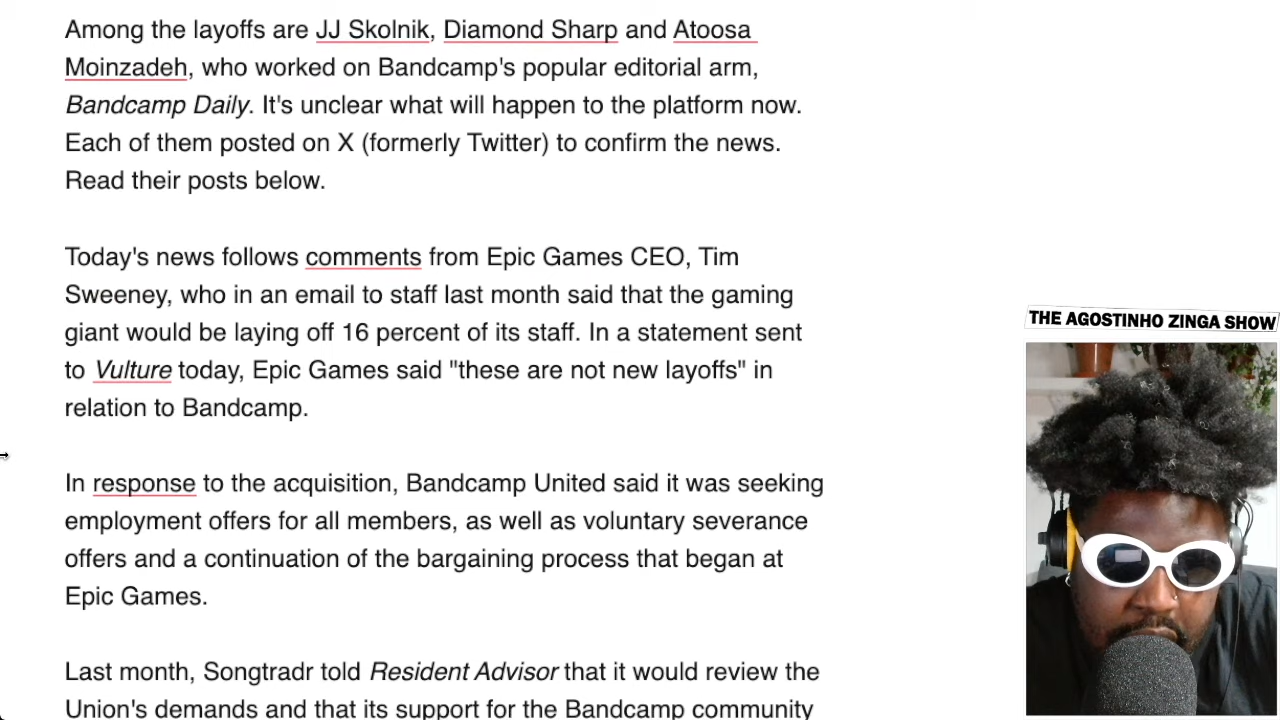 Among the layoffs are JJ Skolnik, Diamond Sharp and Atoosa
Moinzadeh, who worked on Bandcamp's popular editorial arm,
Bandcamp Daily. It's unclear what will happen to the platform now.
Each of them posted on X (formerly Twitter) to confirm the news.
Read their posts below.
Today's news follows comments from Epic Games CEO, Tim
Sweeney, who in an email to staff last month said that the gaming
giant would be laying off 16 percent of its staff. In a statement sent
to Vulture today, Epic Games said "these are not new layoffs" in
relation to Bandcamp.
In response to the acquisition, Bandcamp United said it was seeking
employment offers for all members, as well as voluntary severance
offers and a continuation of the bargaining process that began at
Epic Games.
Last month, Songtradr told Resident Advisor that it would review the
Union's demands and that its support for the Bandcamp community
THE AGOSTINHO ZINGA SHOW